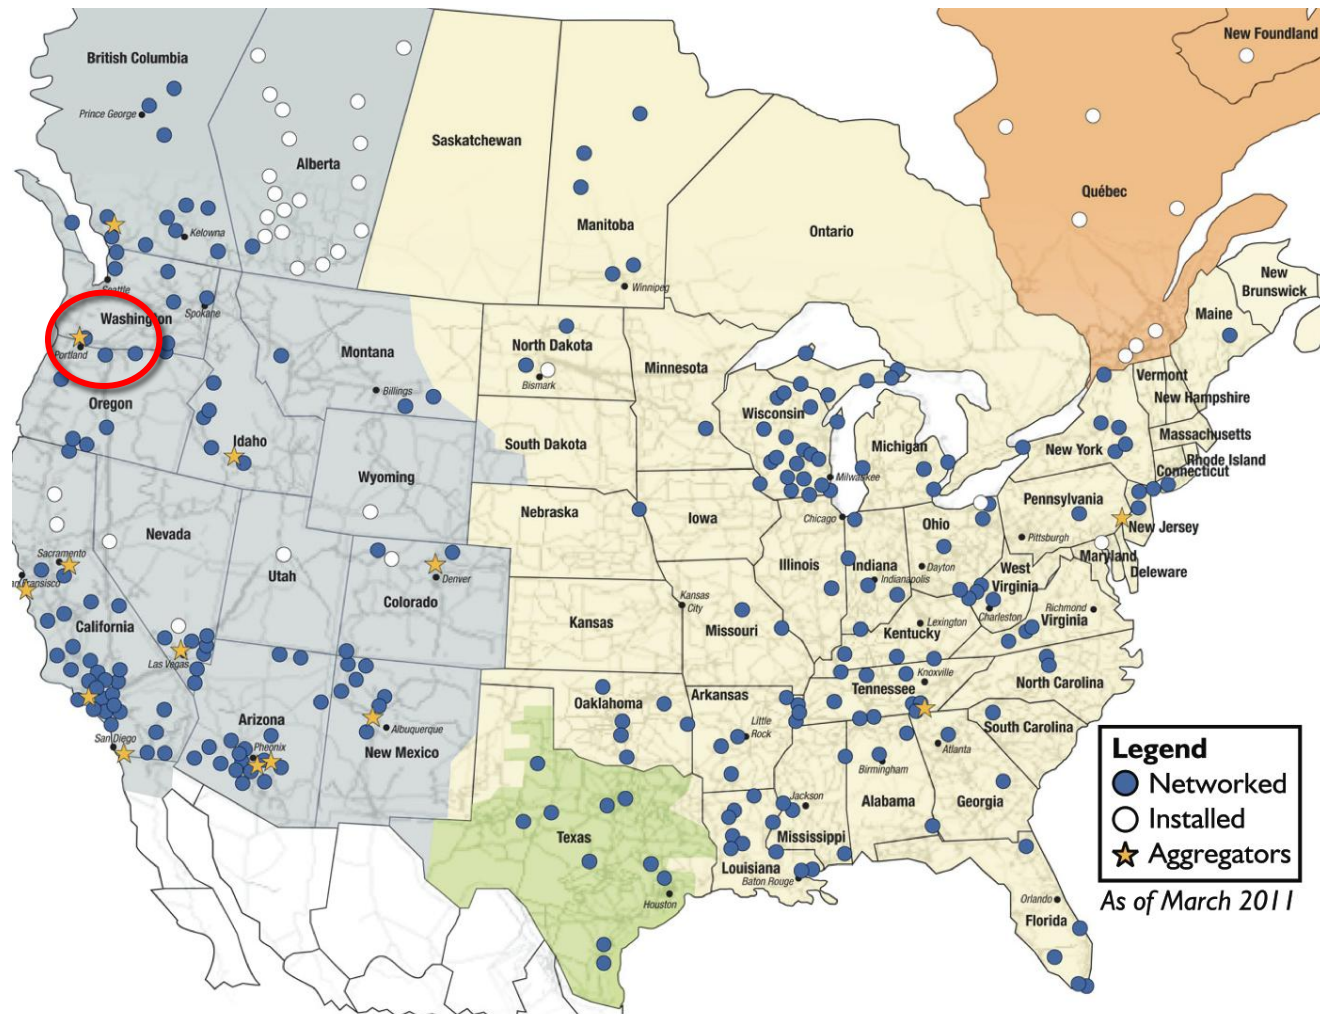 New Foundland
British Columbia
Prince George
Saskatchewan
Alberta
Québec
Manitoba
Ontario
Kelowna
New
Brunswick
Winnipeg
Seattle
Spokane
Maine
Washington
Portland
Montana
North Dakota
Minnesota
Bismark
Billings
Vermont
New Hampshire
Oregon
Wisconsin
Massachusetts
Idaho
South Dakota
Michigan
New York
Rhode Island
Connecticut
Wyoming
Milwaukee
Nebraska
Iowa
Chicago
Pennsylvania
Ohio
New Jersey
Nevada
Pittsburgh
Sacramento
Utah
Illinois
Indiana
Dayton
West
Virginia
Maryland
Deleware
an Fransisco
Denver
Indianapolis
Colorado
Kansas
City
Charleston
Richmond
California
Kansas
Missouri
Lexington
Kentucky
Virginia
Las Vegas
Knoxville
North Carolina
Arkansas
Tennessee
Oklahoma
Arizona
Little
Rock
South Carolina
Albuquerque
San Diego
Pheonix
New Mexico
Atlanta
Birmingham
Jackson
Alabama
Georgia
Texas
Mississippi
Louisiana
Baton Rouge
Houston
Orlando
Florida
Legend
Networked
Installed
Aggregators
As of March 2011